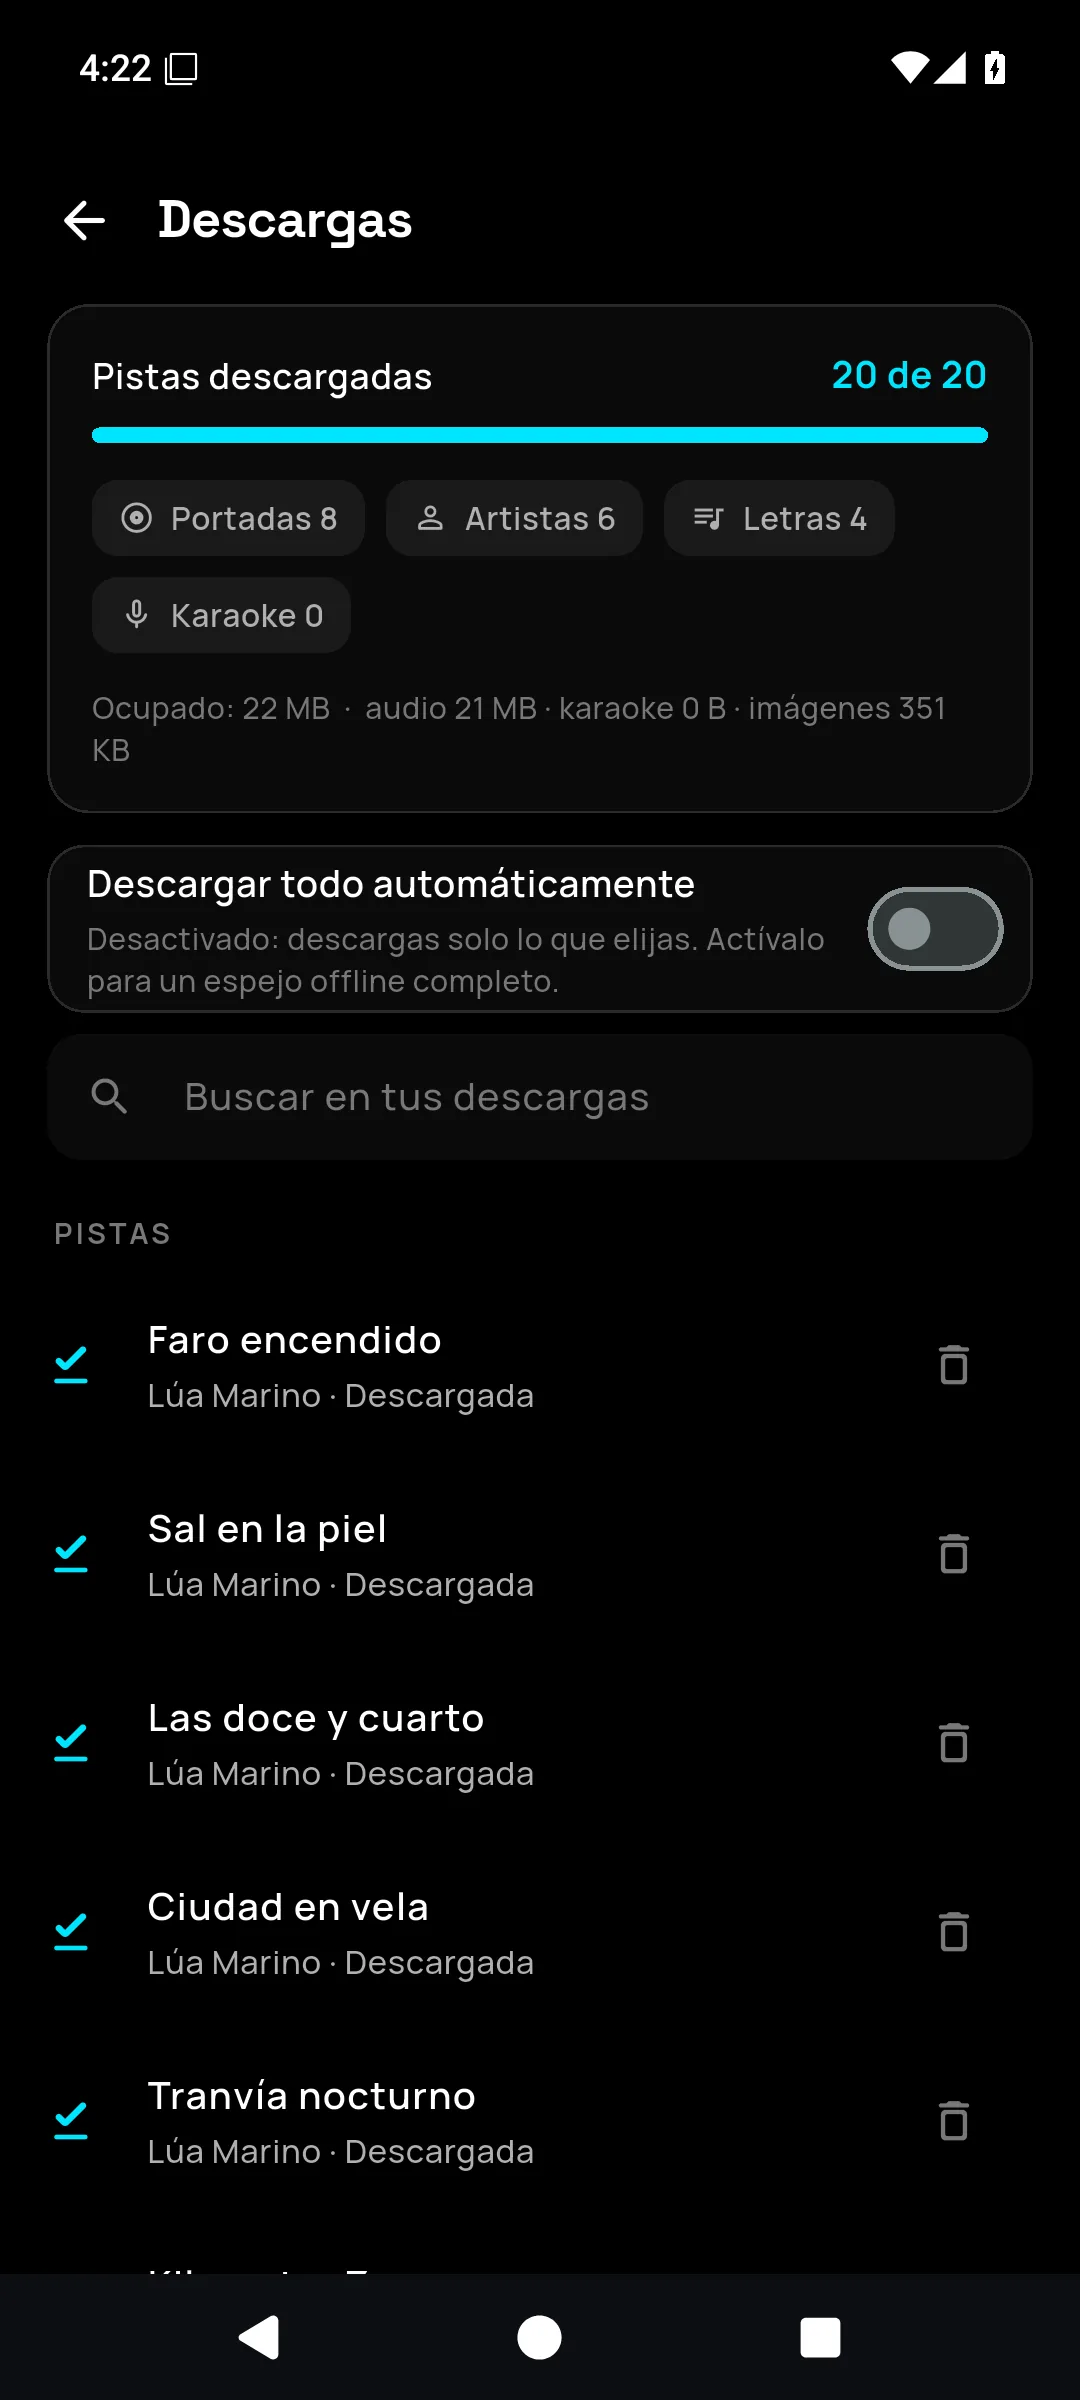 4:22
Descargas
Pistas descargadas
20 de 20
Portadas 8
Artistas 6
Letras 4
Karaoke 0
Ocupado: 22 MB · audio 21 MB · karaoke 0 B · imágenes 351
KB
Descargar todo automáticamente
Desactivado: descargas solo lo que elijas. Actívalo
para un espejo offline completo.
Buscar en tus descargas
PISTAS
Faro encendido
Lúa Marino · Descargada
Sal en la piel
Lúa Marino · Descargada
Las doce y cuarto
Lúa Marino · Descargada
Ciudad en vela
Lúa Marino · Descargada
Tranvía nocturno
Lúa Marino · Descargada